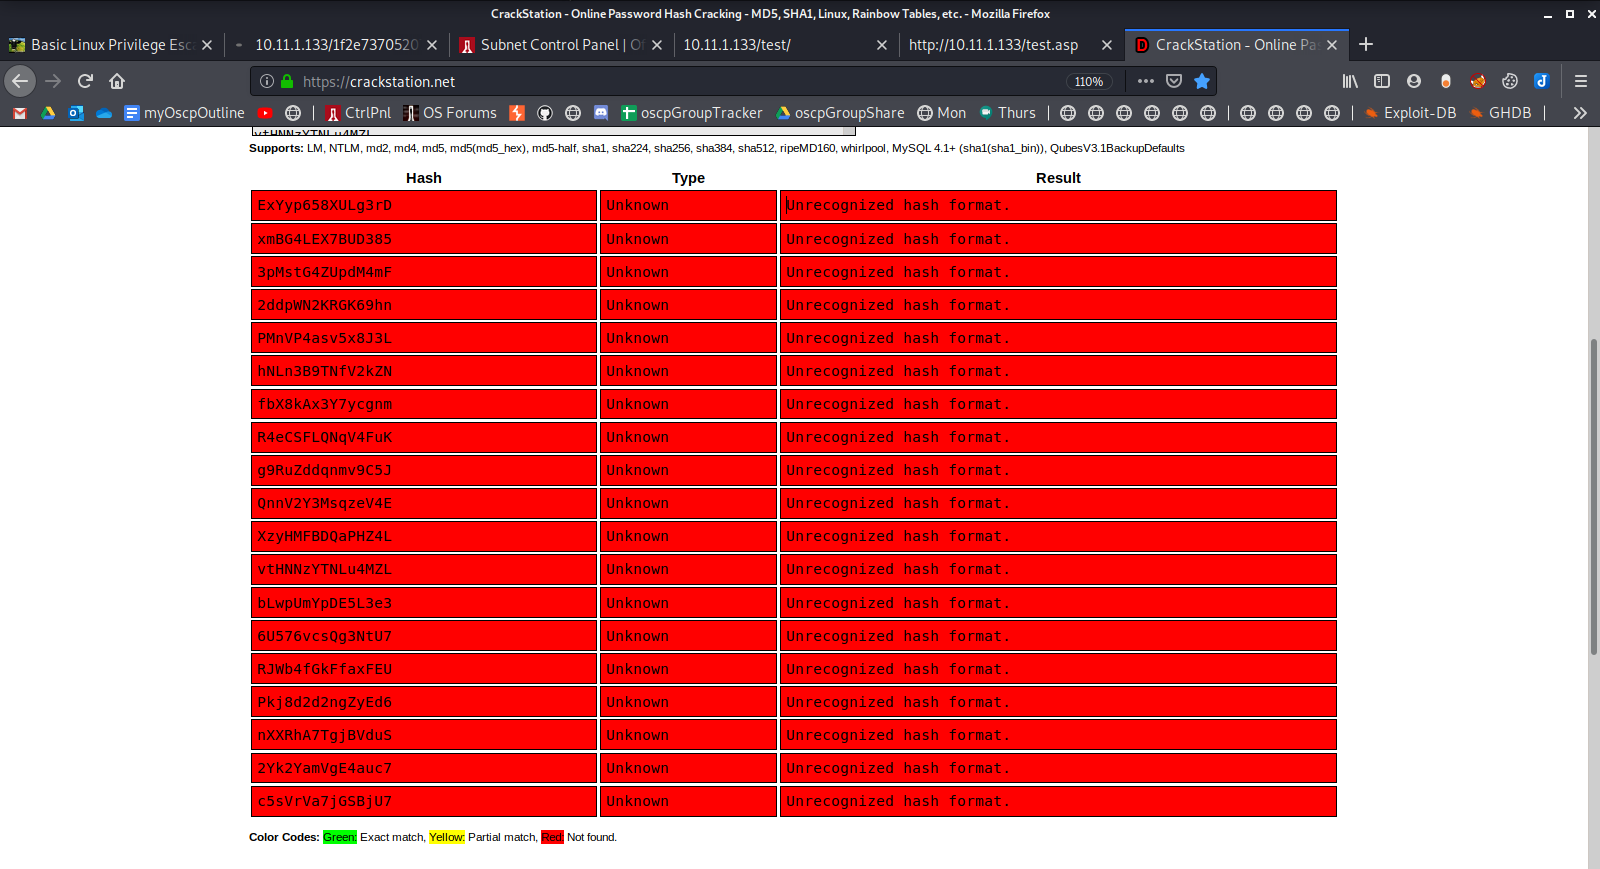 CrackStation - Online Password Hash Cracking - MD5, SHA1, Linux, Rainbow Tables, etc. - Mozilla Firefox
Basic Linux Privilege Esc
10.11.1.133/1f2e7370520
Subnet Control Panel | Of
10.11.1.133/test/
http://10.11.1.133/test.asp
CrackStation - Online Pa
https://crackstation.net
110%
myOscpOutline
CtrlPnl
OS Forums
oscpGroupTracker
oscpGroupShare
Mon
Thurs
Exploit-DB
GHDB
vtHNNzYTNLu4MZL
Supports: LM, NTLM, md2, md4, md5, md5(md5_hex), md5-half, sha1, sha224, sha256, sha384, sha512, ripeMD160, whirlpool, MySQL 4.1+ (sha1(sha1_bin)), QubesV3.1BackupDefaults
Hash Type Result
ExYyp658XULg3rD Unknown Unrecognized hash format.
xmBG4LEX7BUD385 Unknown Unrecognized hash format.
3pMstG4ZUpdM4mF Unknown Unrecognized hash format.
2ddpWN2KRGK69hn Unknown Unrecognized hash format.
PMnVP4asv5x8J3L Unknown Unrecognized hash format.
hNLn3B9TNfV2kZN Unknown Unrecognized hash format.
fbX8kAx3Y7ycgnm Unknown Unrecognized hash format.
R4eCSFLQNqV4FuK Unknown Unrecognized hash format.
g9RuZddqnmv9C5J Unknown Unrecognized hash format.
QnnV2Y3MsqzeV4E Unknown Unrecognized hash format.
XzyHMFBDQaPHZ4L Unknown Unrecognized hash format.
vtHNNzYTNLu4MZL Unknown Unrecognized hash format.
bLwpUmYpDE5L3e3 Unknown Unrecognized hash format.
6U576vcsQg3NtU7 Unknown Unrecognized hash format.
RJWb4fGkFfaxFEU Unknown Unrecognized hash format.
Pkj8d2d2ngZyEd6 Unknown Unrecognized hash format.
nXXRhA7TgjBVduS Unknown Unrecognized hash format.
2Yk2YamVgE4auc7 Unknown Unrecognized hash format.
c5sVrVa7jGSBjU7 Unknown Unrecognized hash format.
Color Codes: Green: Exact match, Yellow: Partial match, Red: Not found.